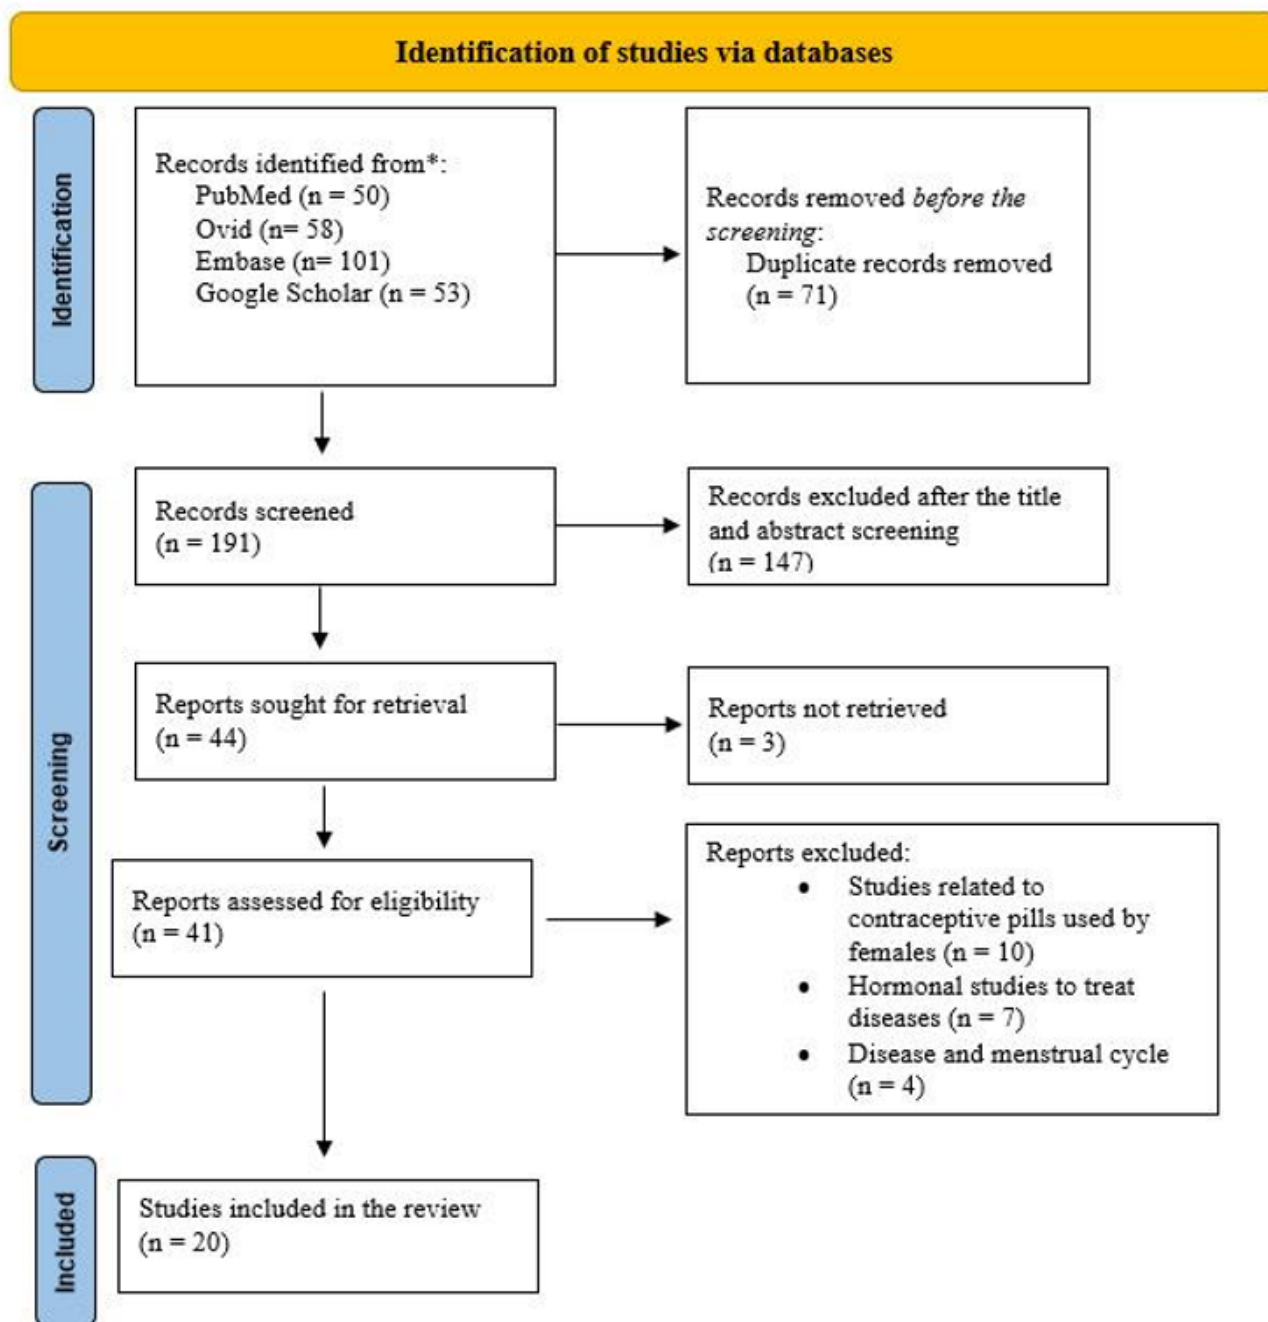 Identification of studies via databases
Identification
Records identified from*:
PubMed (n = 50)
Ovid (n= 58)
Embase (n= 101)
Google Scholar (n = 53)
Records removed before the
screening:
Duplicate records removed
(n = 71)
Screening
Records screened
(n = 191)
Records excluded after the title
and abstract screening
(n = 147)
Reports sought for retrieval
(n = 44)
Reports not retrieved
(n = 3)
Reports assessed for eligibility
(n = 41)
Reports excluded:
• Studies related to
contraceptive pills used by
females (n = 10)
• Hormonal studies to treat
diseases (n = 7)
• Disease and menstrual cycle
(n = 4)
Included
Studies included in the review
(n = 20)